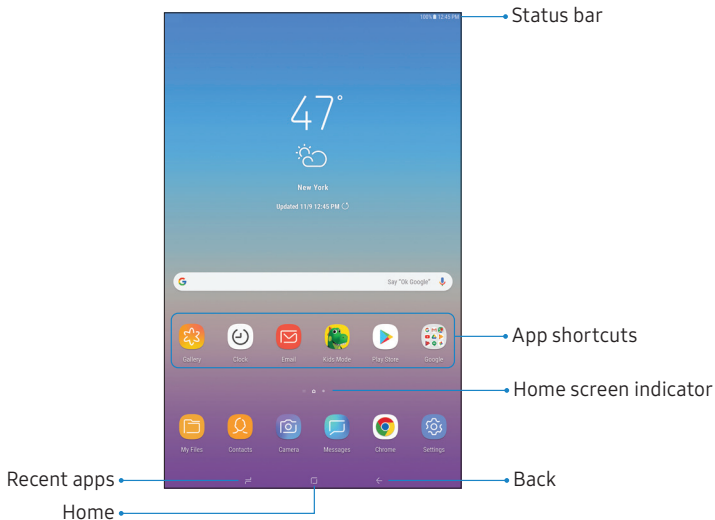 100% 12:45 PM
Status bar
47°
New York
Updated 11/9 12:45 PM
G Say "Ok Google"
App shortcuts
Gallery Clock Email Kids Mode Play Store Google
Home screen indicator
My Files Contacts Camera Messages Chrome Settings
Recent apps
Back
Home